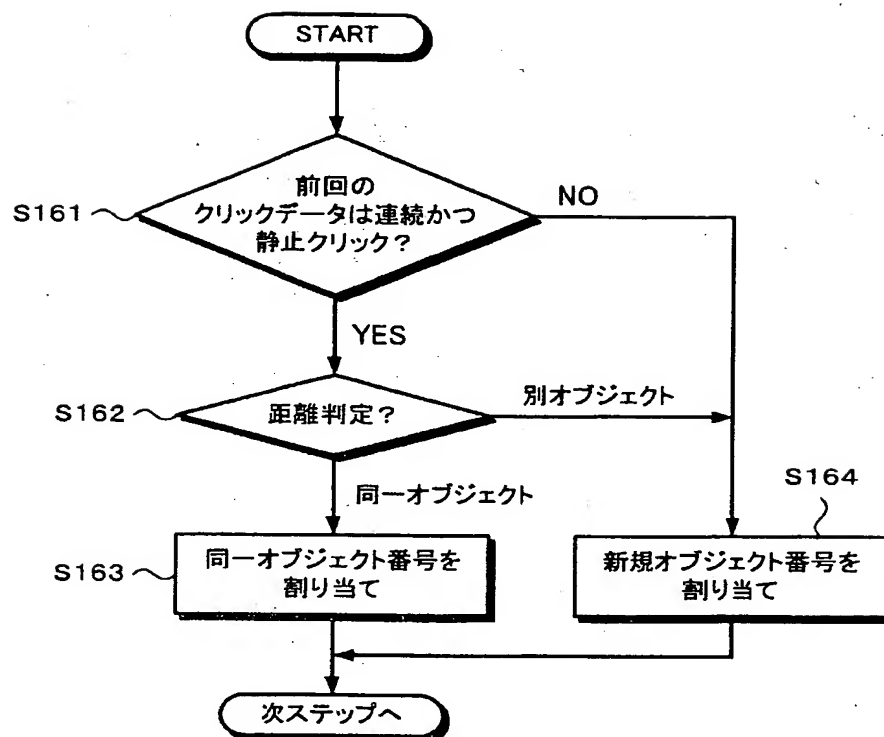 START
前回の
クリックデータは連続かつ
静止クリック？
S161
NO
YES
S162
距離判定？
別オブジェクト
同一オブジェクト
S164
S163
同一オブジェクト番号を
割り当て
新規オブジェクト番号を
割り当て
次ステップへ